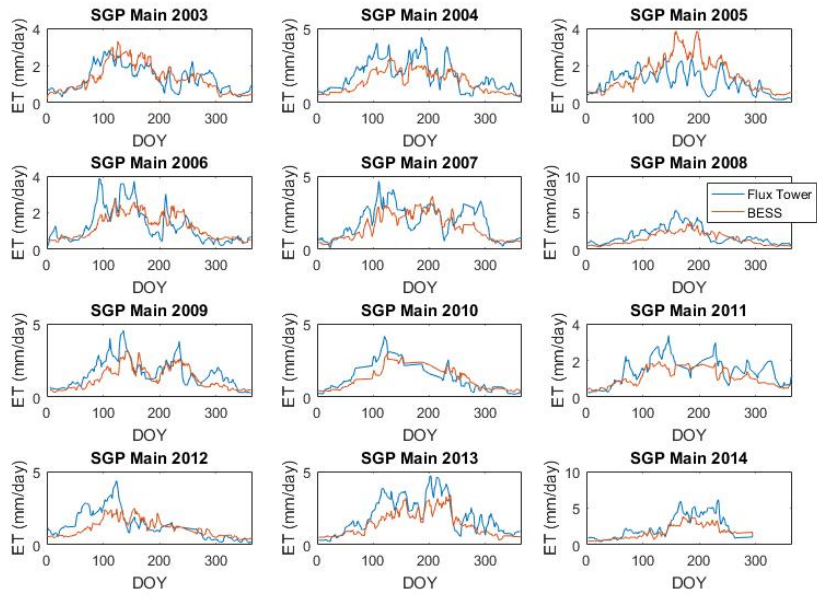 SGP Main 2003
4
2
0
ET (mm/day)
0 100 200 300
DOY
SGP Main 2004
5
0
ET (mm/day)
0 100 200 300
DOY
SGP Main 2005
4
2
0
ET (mm/day)
0 100 200 300
DOY
SGP Main 2006
4
2
0
ET (mm/day)
0 100 200 300
DOY
SGP Main 2007
5
0
ET (mm/day)
0 100 200 300
DOY
SGP Main 2008
10
5
0
ET (mm/day)
0 100 200 300
DOY
Flux Tower
BESS
SGP Main 2009
5
0
ET (mm/day)
0 100 200 300
DOY
SGP Main 2010
5
0
ET (mm/day)
0 100 200 300
DOY
SGP Main 2011
4
2
0
ET (mm/day)
0 100 200 300
DOY
SGP Main 2012
5
0
ET (mm/day)
0 100 200 300
DOY
SGP Main 2013
5
0
ET (mm/day)
0 100 200 300
DOY
SGP Main 2014
10
5
0
ET (mm/day)
0 100 200 300
DOY